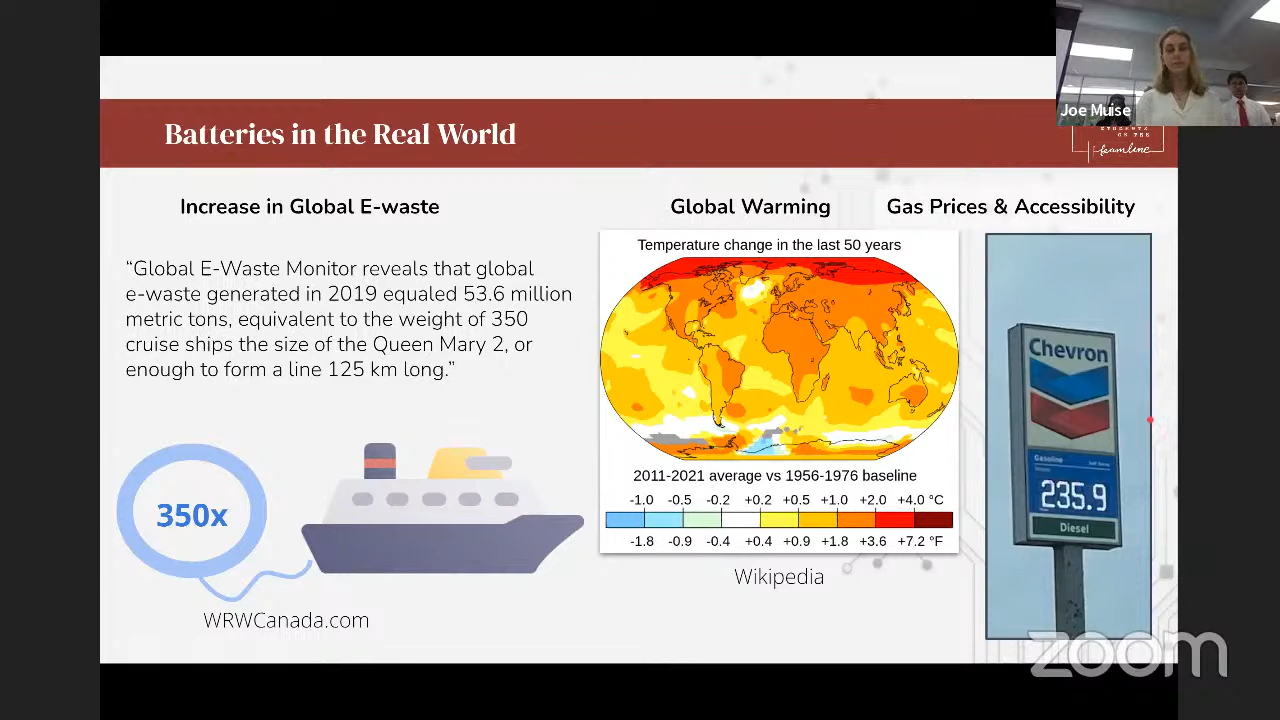 Joe Muise
Batteries in the Real World
STUDENTS
ON THE
Beamline
Increase in Global E-waste
“Global E-Waste Monitor reveals that global
e-waste generated in 2019 equaled 53.6 million
metric tons, equivalent to the weight of 350
cruise ships the size of the Queen Mary 2, or
enough to form a line 125 km long.”
350x
WRWCanada.com
Global Warming
Temperature change in the last 50 years
2011-2021 average vs 1956-1976 baseline
-1.0 -0.5 -0.2 +0.2 +0.5 +1.0 +2.0 +4.0 °C
-1.8 -0.9 -0.4 +0.4 +0.9 +1.8 +3.6 +7.2 °F
Wikipedia
Gas Prices & Accessibility
Chevron
Gasoline
235.9
Diesel
zoom